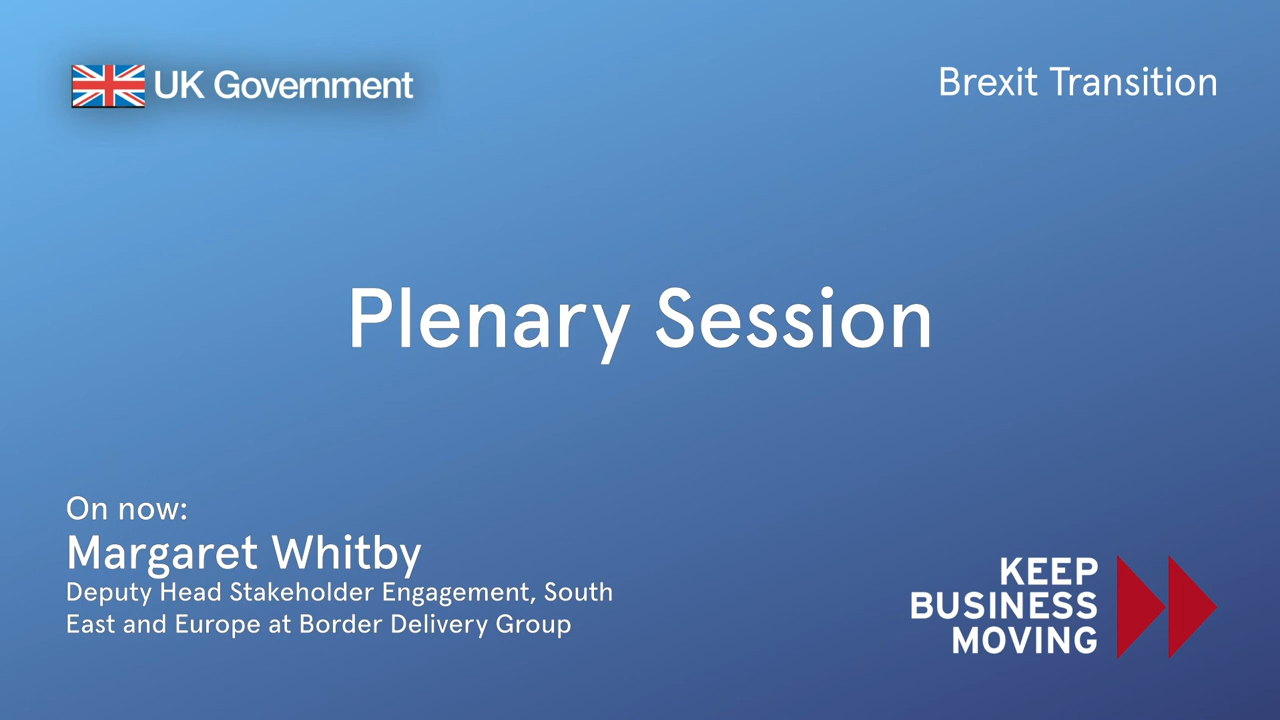 UK Government
Brexit Transition
Plenary Session
On now:
Margaret Whitby
Deputy Head Stakeholder Engagement, South
East and Europe at Border Delivery Group
KEEP
BUSINESS
MOVING